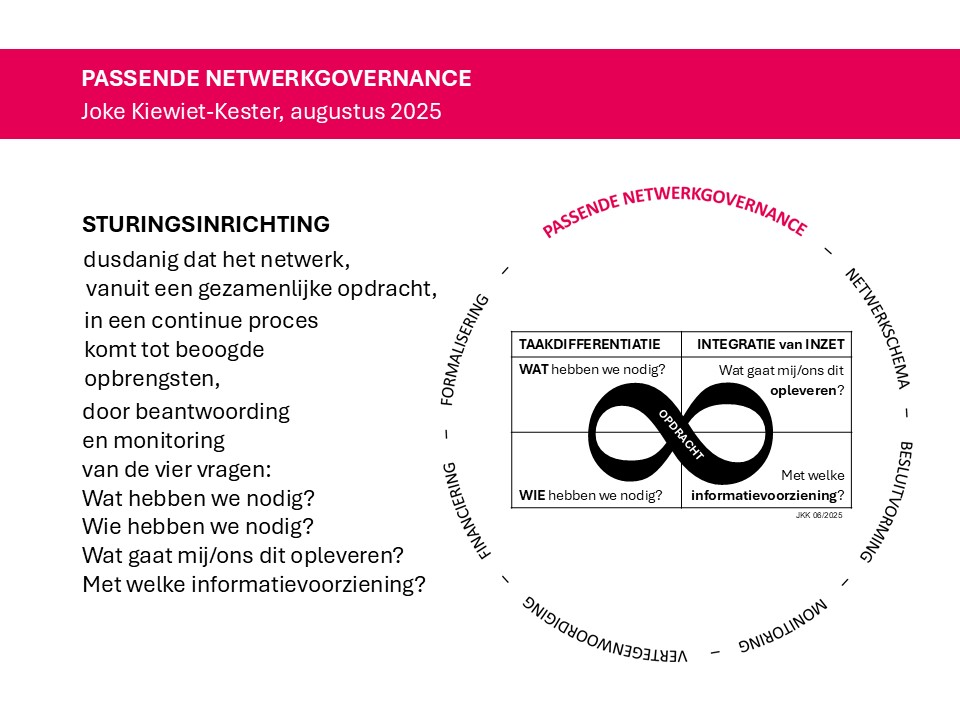 PASSENDE NETWERKGOVERNANCE
Joke Kiewiet-Kester, augustus 2025
STURINGSINRICHTING
dusdanig dat het netwerk,
vanuit een gezamenlijke opdracht,
in een continue proces
komt tot beoogde
opbrengsten,
door beantwoording
en monitoring
van de vier vragen:
Wat hebben we nodig?
Wie hebben we nodig?
Wat gaat mij/ons dit opleveren?
Met welke informatievoorziening?
PASSENDE NETWERKGOVERNANCE
– NETWERKSCHEMA
– BESLUITVORMING
– MONITORING
– VERTEGENWOORDIGING
– FINANCIERING
– FORMALISERING –
TAAKDIFFERENTIATIE
WAT hebben we nodig?
INTEGRATIE van INZET
Wat gaat mij/ons dit
opleveren?
OPDRACHT
WIE hebben we nodig?
Met welke
informatievoorziening?
JKK 06/2025